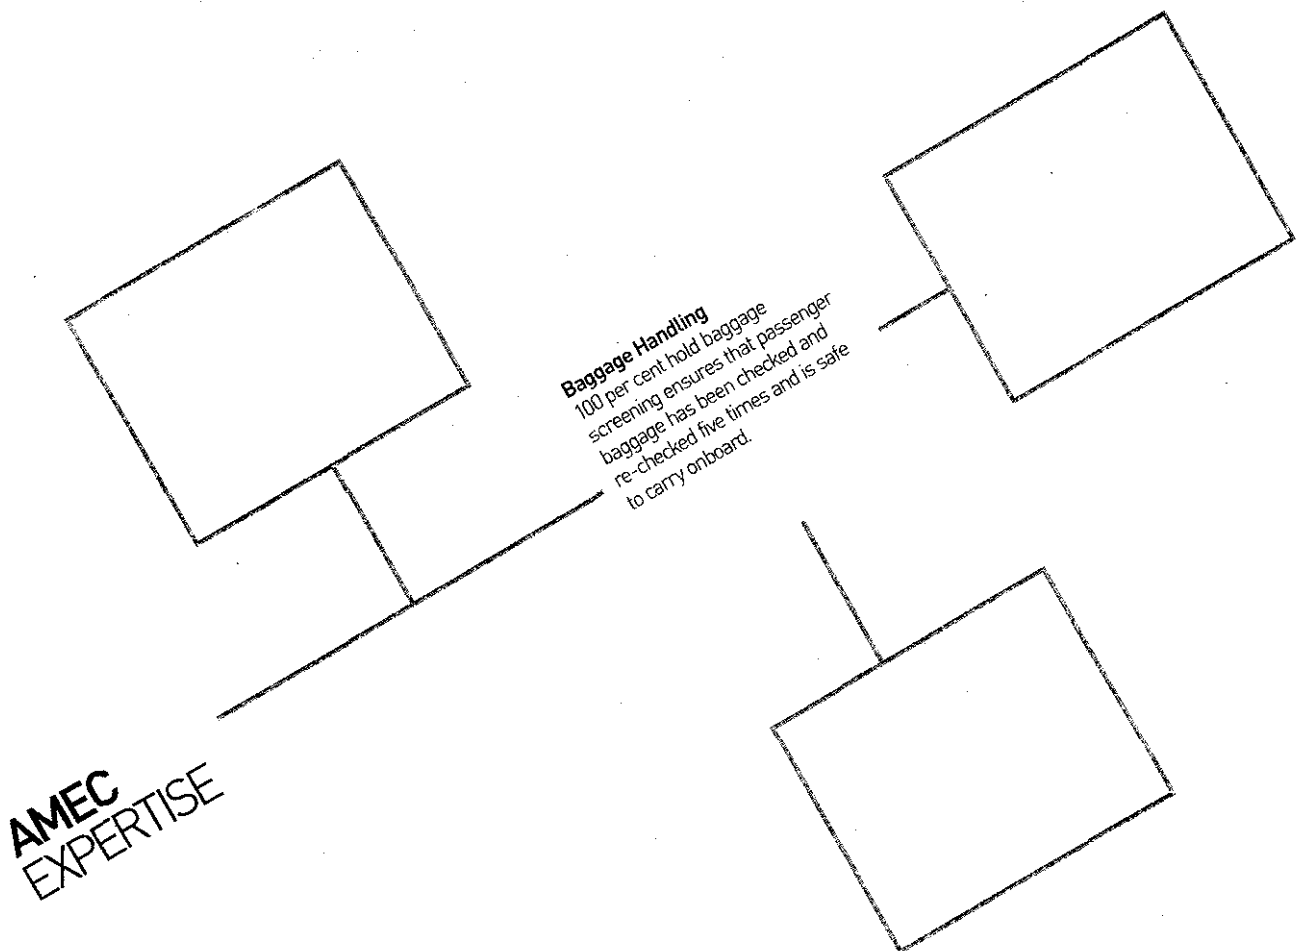 Baggage Handling
100 per cent hold baggage
screening ensures that passenger
baggage has been checked and
re-checked five times and is safe
to carry onboard.
AMEC
EXPERTISE